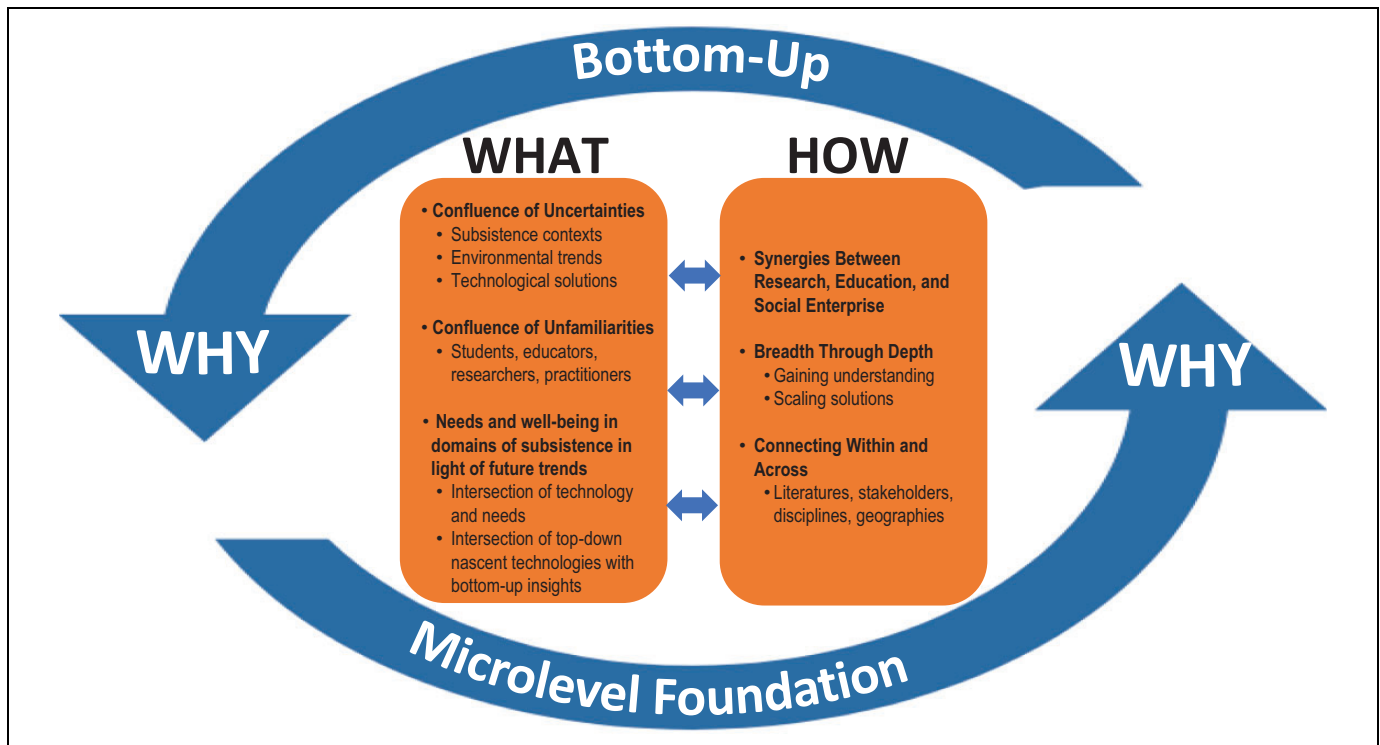 Bottom-Up
WHAT
• Confluence of Uncertainties
• Subsistence contexts
• Environmental trends
• Technological solutions
• Confluence of Unfamiliarities
• Students, educators,
researchers, practitioners
• Needs and well-being in
domains of subsistence in
light of future trends
• Intersection of technology
and needs
• Intersection of top-down
nascent technologies with
bottom-up insights
HOW
• Synergies Between
Research, Education, and
Social Enterprise
• Breadth Through Depth
• Gaining understanding
• Scaling solutions
• Connecting Within and
Across
• Literatures, stakeholders,
disciplines, geographies
WHY
WHY
Microlevel Foundation